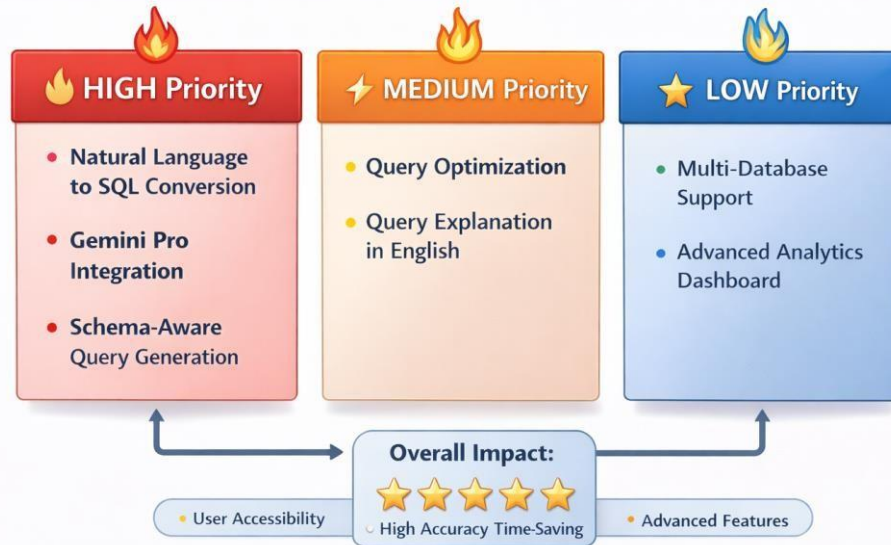 HIGH Priority
Natural Language
to SQL Conversion
Gemini Pro
Integration
Schema-Aware
Query Generation
MEDIUM Priority
Query Optimization
Query Explanation
in English
LOW Priority
Multi-Database
Support
Advanced Analytics
Dashboard
Overall Impact:
User Accessibility
High Accuracy Time-Saving
Advanced Features